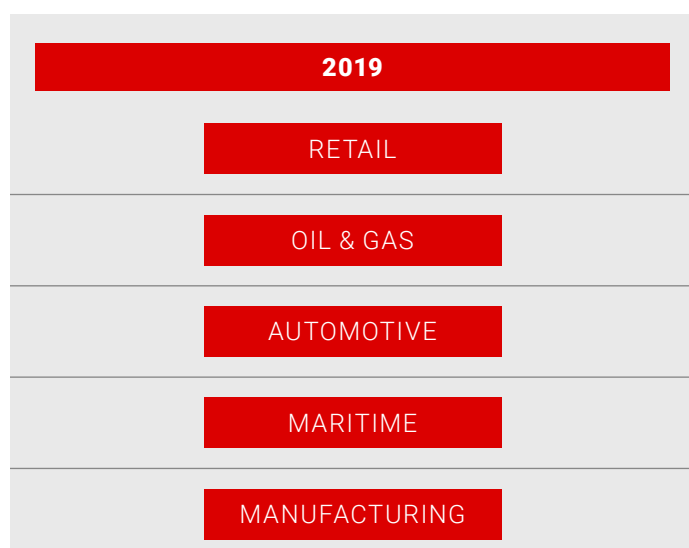 2019
RETAIL
OIL & GAS
AUTOMOTIVE
MARITIME
MANUFACTURING